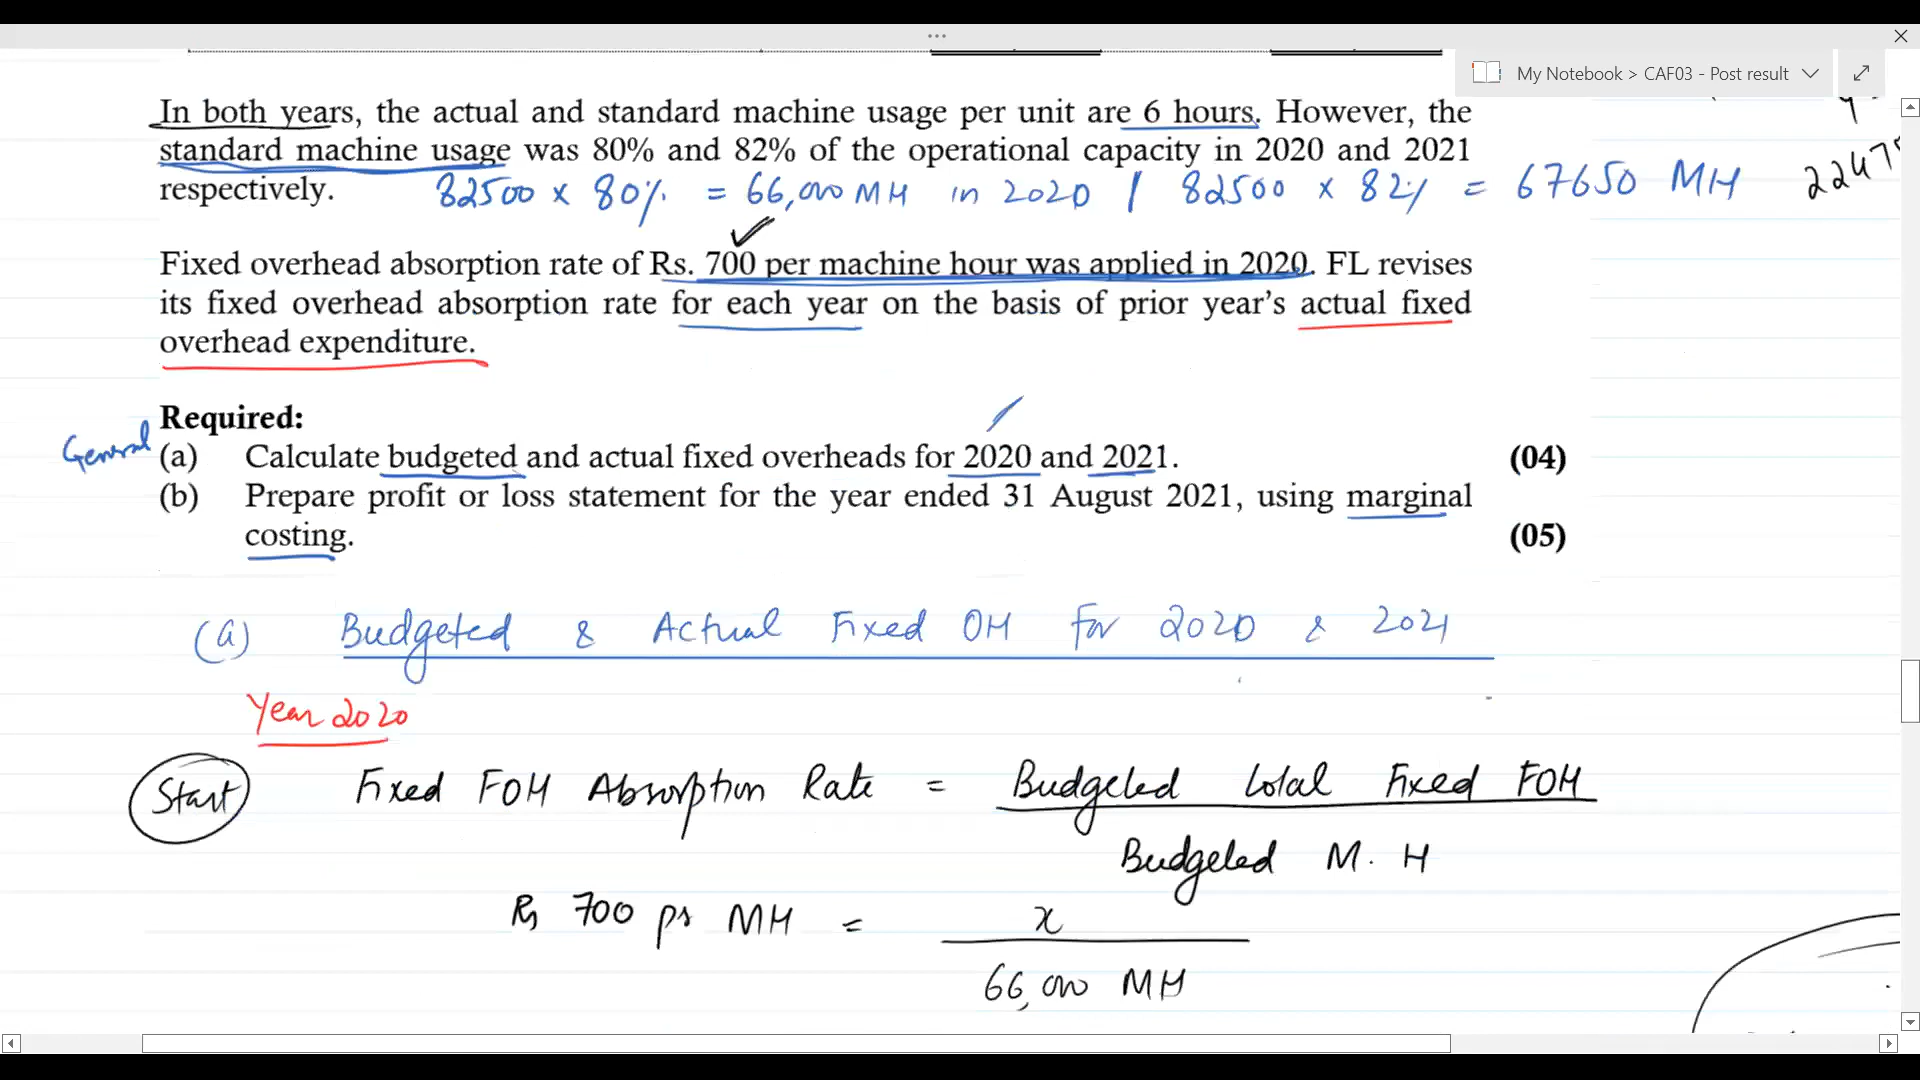 My Notebook > CAF03 - Post result
In both years, the actual and standard machine usage per unit are 6 hours. However, the
standard machine usage was 80% and 82% of the operational capacity in 2020 and 2021
respectively. 82500 x 80% = 66,000 MH in 2020 / 82500 x 82% = 67650 MH
Fixed overhead absorption rate of Rs. 700 per machine hour was applied in 2020. FL revises
its fixed overhead absorption rate for each year on the basis of prior year's actual fixed
overhead expenditure.
Required:
General (a) Calculate budgeted and actual fixed overheads for 2020 and 2021. (04)
(b) Prepare profit or loss statement for the year ended 31 August 2021, using marginal
costing. (05)
(a) Budgeted & Actual Fixed OH for 2020 & 2021
Year 2020
Start Fixed FOH Absorption Rate = Budgeted total Fixed FOH
Budgeted M. H
Rs 700 per MH = x
66,000 MH